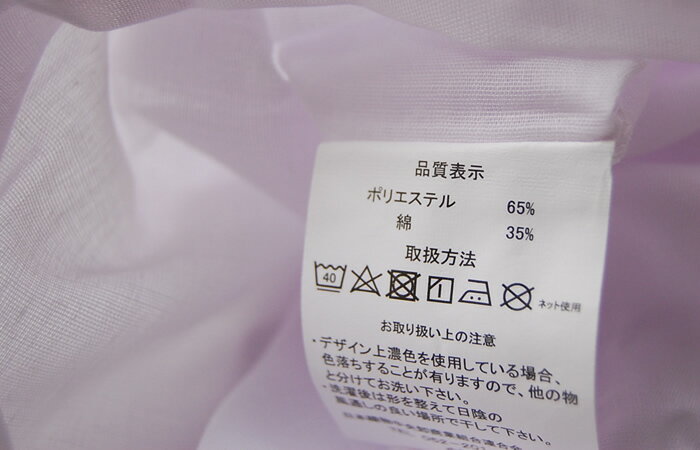 品質表示
ポリエステル 65%
綿 35%
取扱方法
40
ネット使用
お取り扱い上の注意
・デザイン上濃色を使用している場合、
色落ちすることが有りますので、他の物
と分けてお洗い下さい。
・洗濯後は形を整えて日陰の
風通しの良い場所で干して下さい。